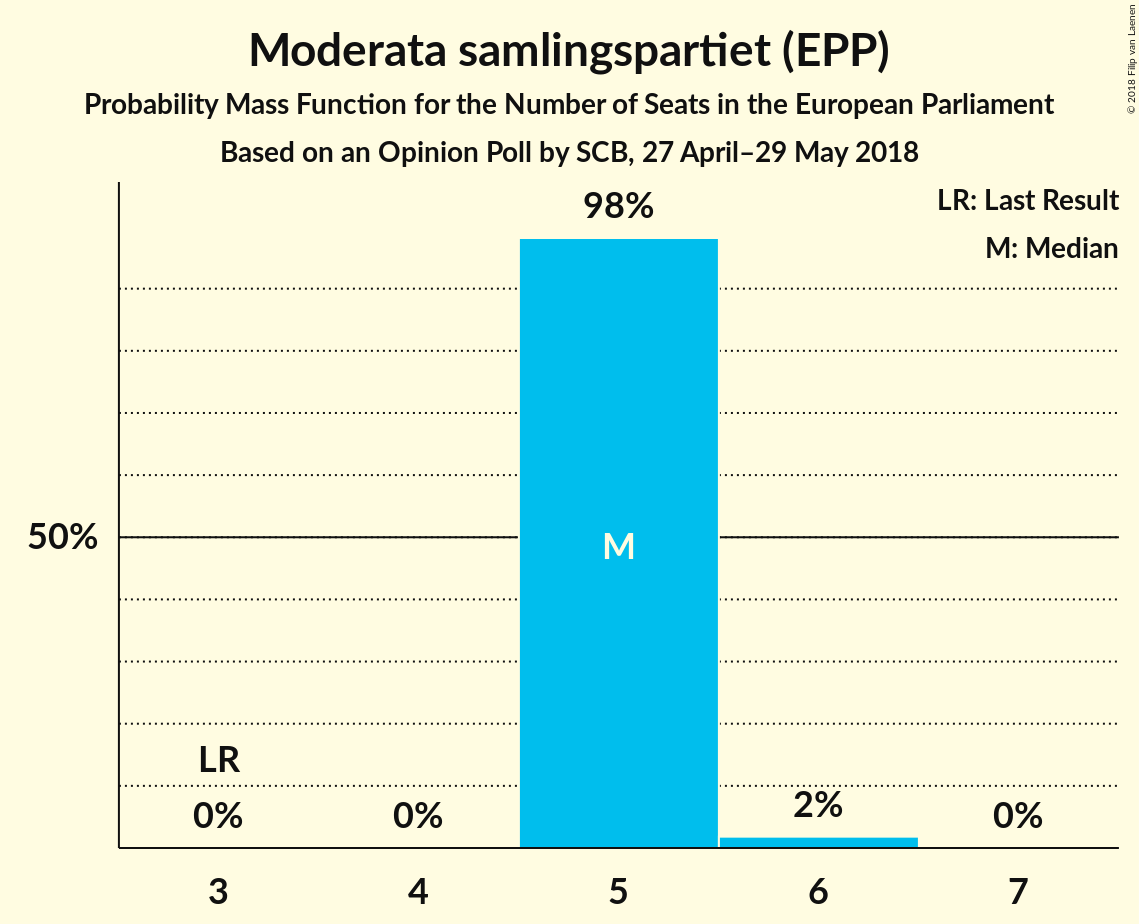 Moderata samlingspartiet (EPP)
Probability Mass Function for the Number of Seats in the European Parliament
Based on an Opinion Poll by SCB, 27 April–29 May 2018
© 2018 Filip van Laenen
LR: Last Result
M: Median
98%
50%
M
LR
0%
0%
2%
0%
3
4
5
6
7